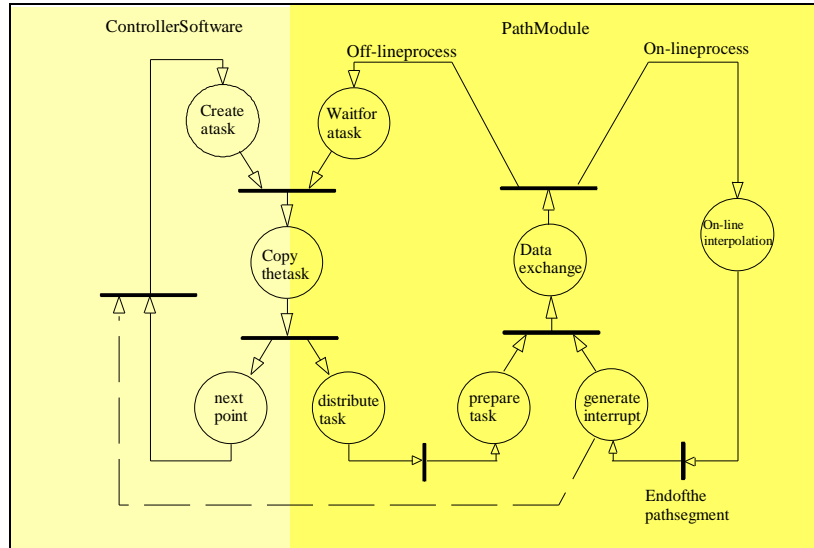 ControllerSoftware
PathModule
Off-lineprocess
On-lineprocess
Create
atask
Waitfor
atask
On-line
interpolation
Copy
thetask
Data
exchange
next
point
distribute
task
prepare
task
generate
interrupt
Endofthe
pathsegment